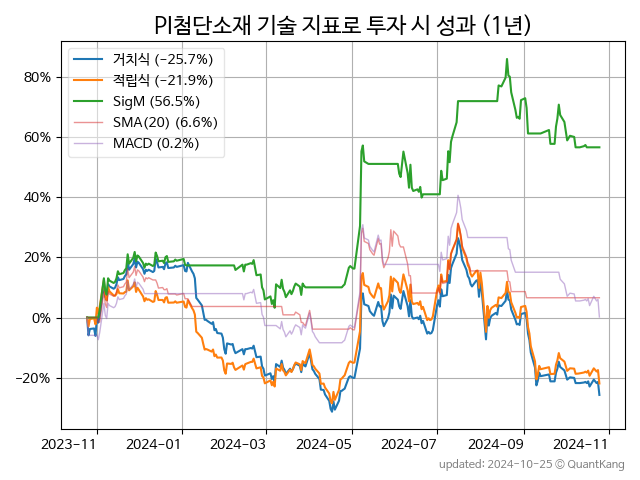 PI첨단소재 기술 지표로 투자 시 성과 (1년)
거치식 (−25.7%)
적립식 (−21.9%)
SigM (56.5%)
SMA(20) (6.6%)
MACD (0.2%)
80%
60%
40%
20%
0%
−20%
2023-11 2024-01 2024-03 2024-05 2024-07 2024-09 2024-11
updated: 2024-10-25 ⓒ QuantKang